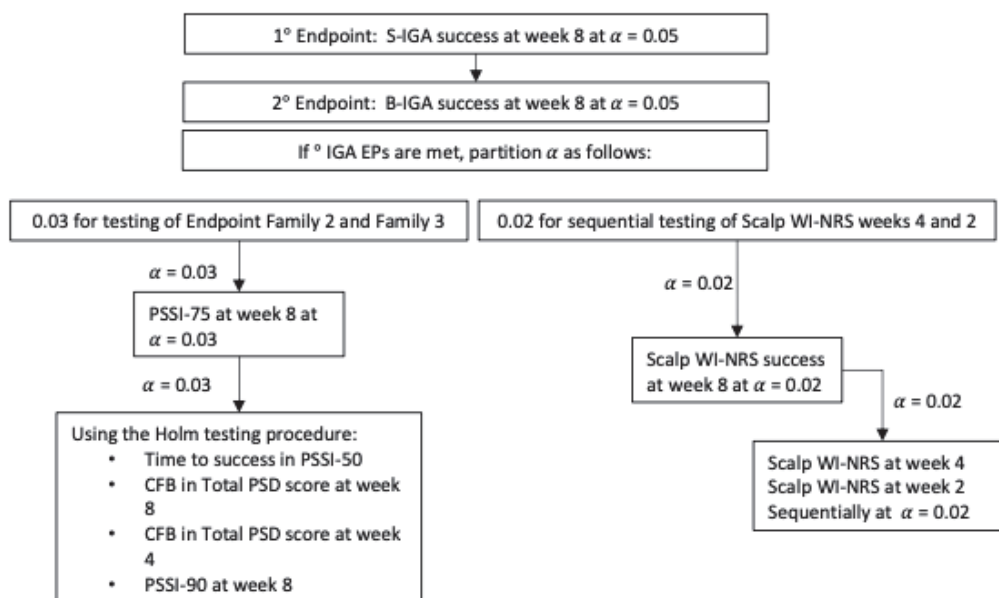 1° Endpoint: S-IGA success at week 8 at α = 0.05
2° Endpoint: B-IGA success at week 8 at α = 0.05
If ° IGA EPs are met, partition α as follows:
0.03 for testing of Endpoint Family 2 and Family 3
α = 0.03
PSSI-75 at week 8 at
α = 0.03
α = 0.03
Using the Holm testing procedure:
• Time to success in PSSI-50
• CFB in Total PSD score at week
8
• CFB in Total PSD score at week
4
• PSSI-90 at week 8
0.02 for sequential testing of Scalp WI-NRS weeks 4 and 2
α = 0.02
Scalp WI-NRS success
at week 8 at α = 0.02
α = 0.02
Scalp WI-NRS at week 4
Scalp WI-NRS at week 2
Sequentially at α = 0.02